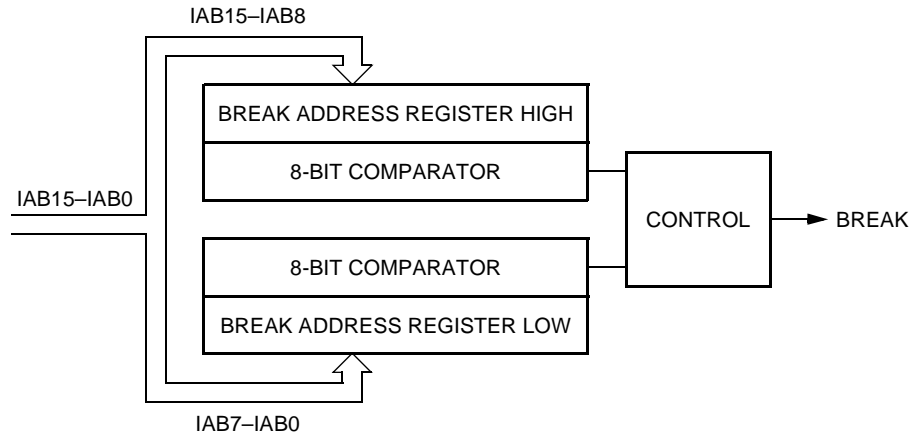 IAB15–IAB8
BREAK ADDRESS REGISTER HIGH
8-BIT COMPARATOR
IAB15–IAB0
CONTROL
BREAK
8-BIT COMPARATOR
BREAK ADDRESS REGISTER LOW
IAB7–IAB0